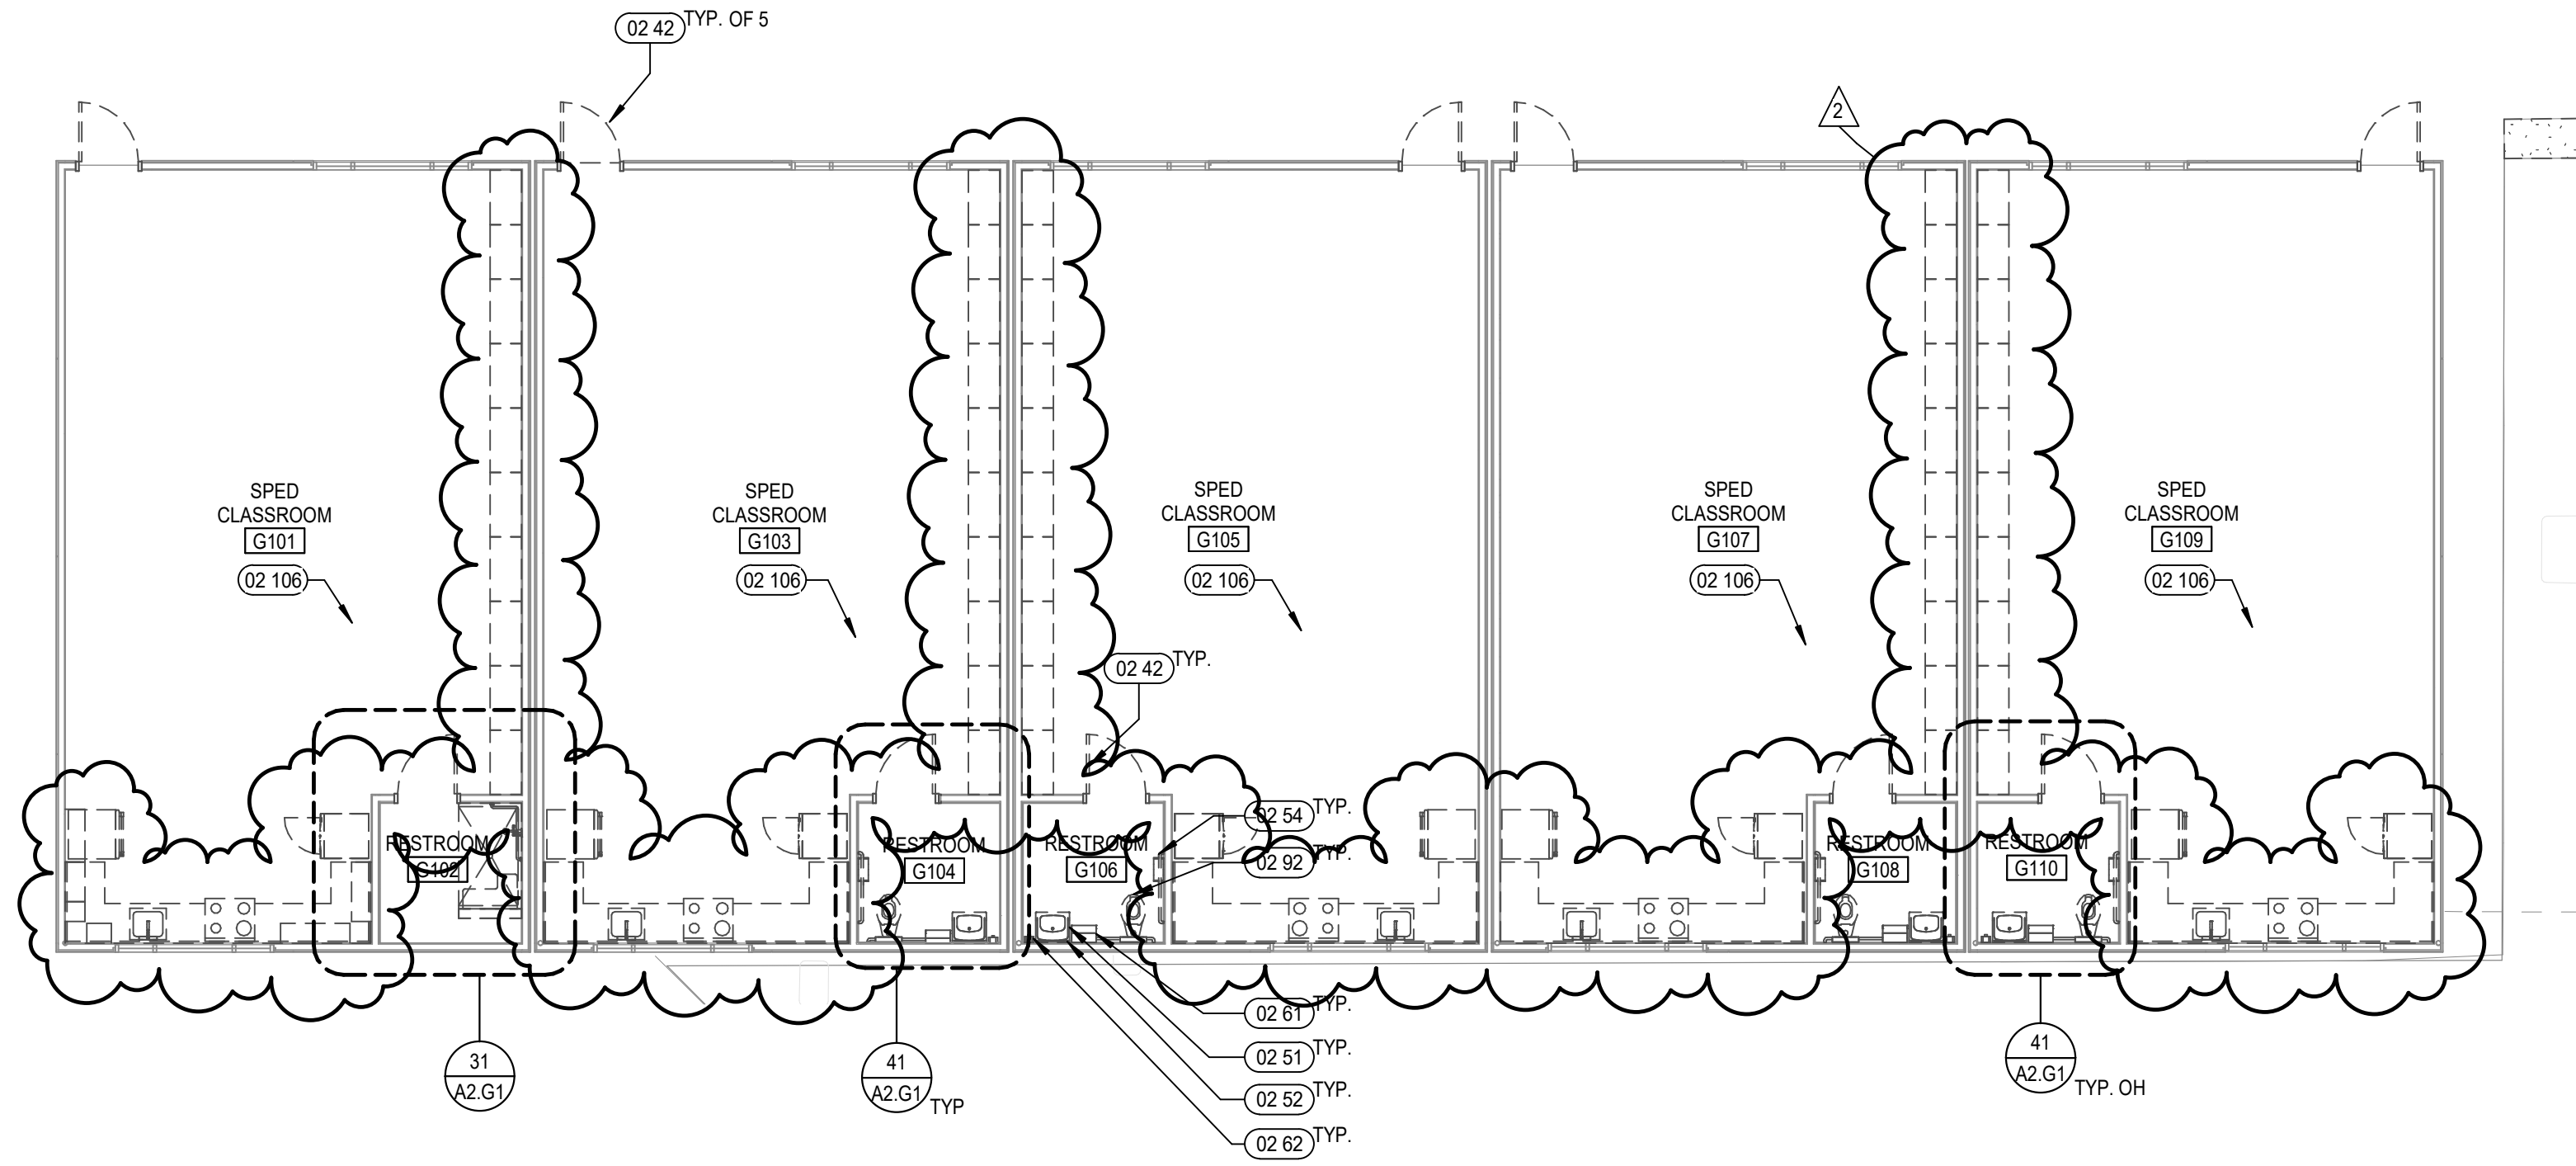 02 42 TYP. OF 5
2
SPED
CLASSROOM
G101
02 106
SPED
CLASSROOM
G103
02 106
SPED
CLASSROOM
G105
02 106
SPED
CLASSROOM
G107
02 106
SPED
CLASSROOM
G109
02 106
02 42 TYP.
02 54 TYP.
02 92 TYP.
RESTROOM
G102
RESTROOM
G104
RESTROOM
G106
RESTROOM
G108
RESTROOM
G110
02 61 TYP.
02 51 TYP.
02 52 TYP.
02 62 TYP.
31
A2.G1
41
A2.G1 TYP
41
A2.G1 TYP. OH